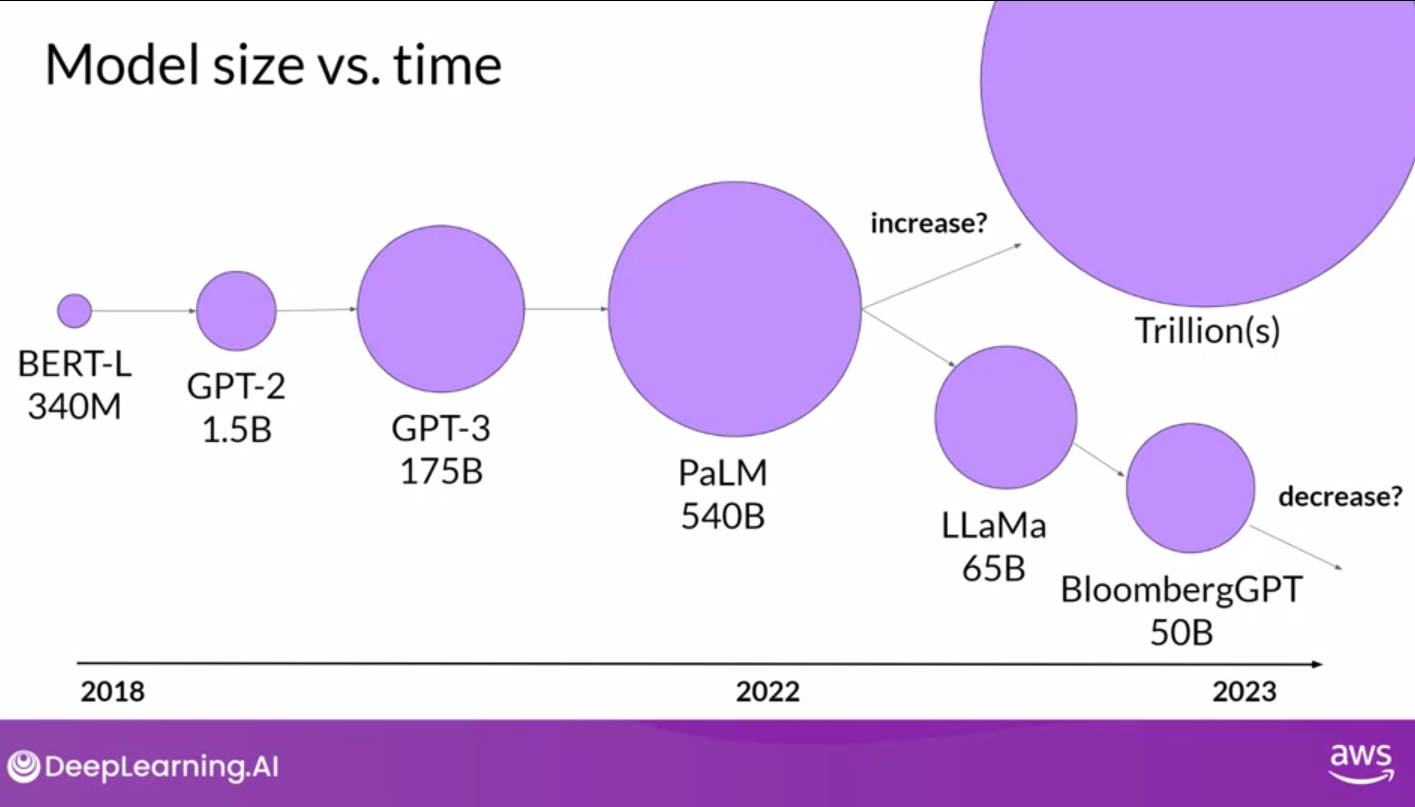 Model size vs. time
increase?
Trillion(s)
BERT-L
340M
GPT-2
1.5B
GPT-3
175B
PaLM
540B
LLaMa
65B
BloombergGPT
50B
decrease?
2018
2022
2023
DeepLearning.AI
aws